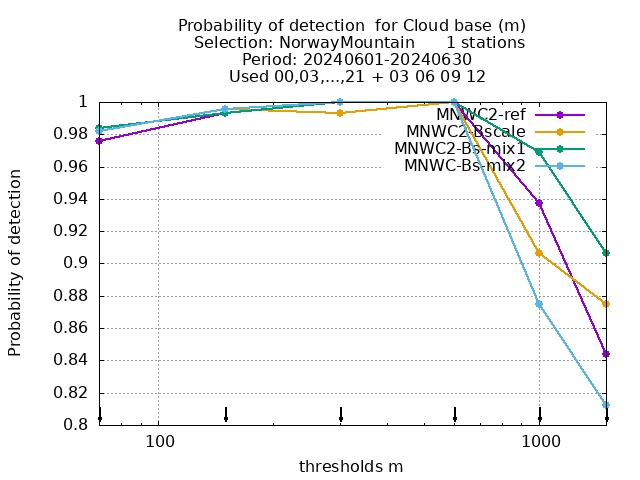 Probability of detection  for Cloud base (m)
Selection: NorwayMountain      1 stations
Period: 20240601-20240630
Used 00,03,...,21 + 03 06 09 12
MNWC2-ref
MNWC2-Bscale
MNWC2-Bs-mix1
MNWC-Bs-mix2
1
0.98
0.96
0.94
0.92
0.9
0.88
0.86
0.84
0.82
0.8
Probability of detection
100
1000
thresholds m